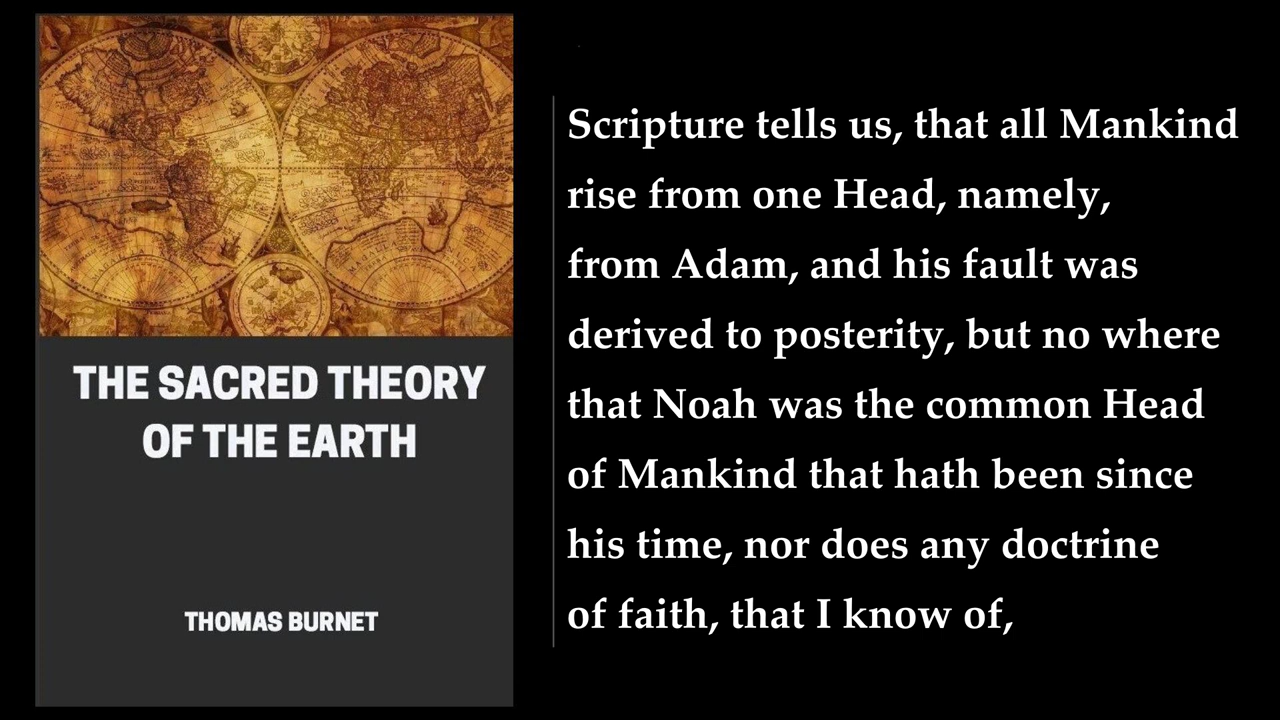 THE SACRED THEORY
OF THE EARTH
THOMAS BURNET
Scripture tells us, that all Mankind
rise from one Head, namely,
from Adam, and his fault was
derived to posterity, but no where
that Noah was the common Head
of Mankind that hath been since
his time, nor does any doctrine
of faith, that I know of,